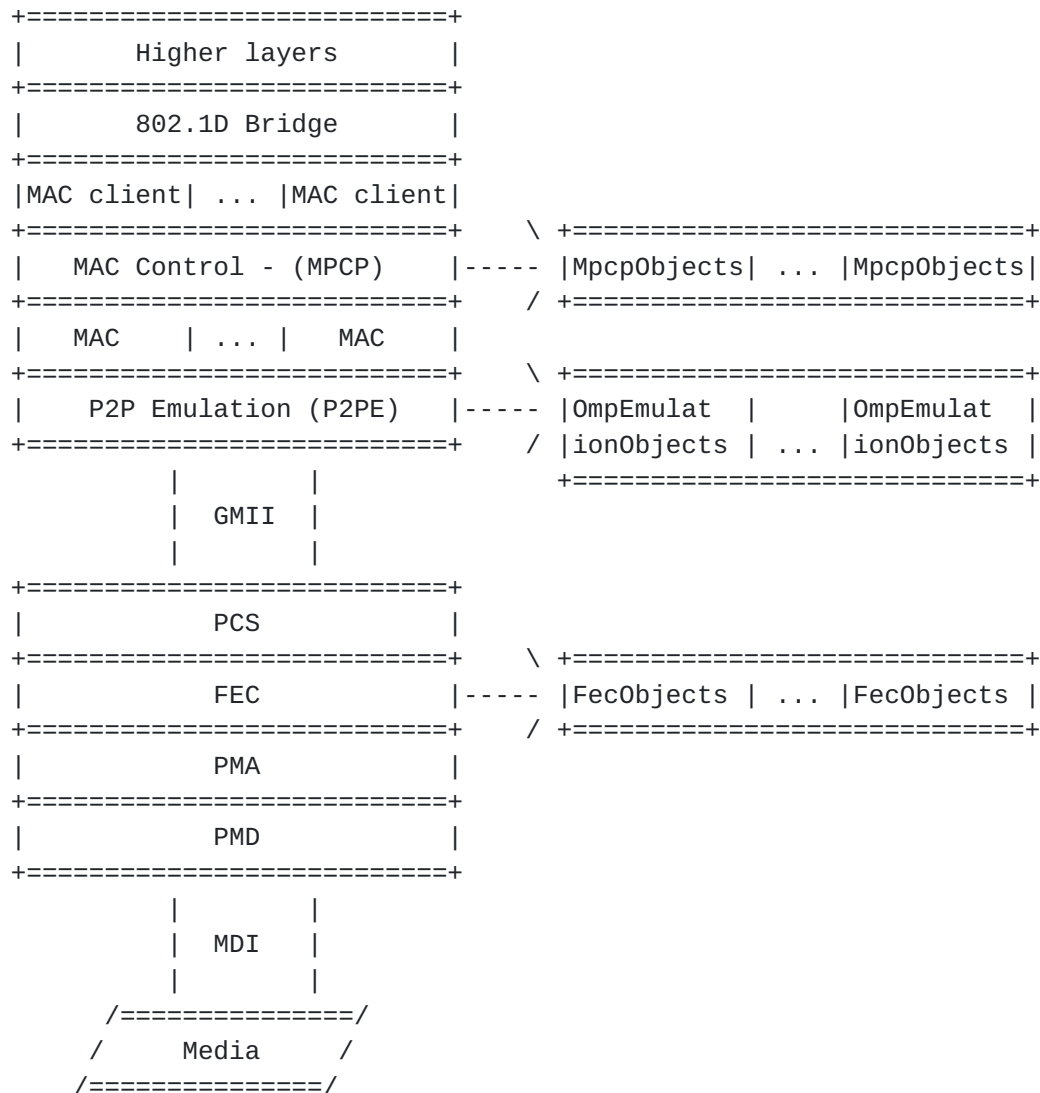 +===========================+
|       Higher layers       |
+===========================+
|       802.1D Bridge       |
+===========================+
|MAC client| ... |MAC client|
+===========================+    \ +=============================+
|   MAC Control - (MPCP)    |----- |MpcpObjects| ... |MpcpObjects|
+===========================+    / +=============================+
|   MAC    | ... |   MAC    |
+===========================+    \ +=============================+
|    P2P Emulation (P2PE)   |----- |OmpEmulat  |     |OmpEmulat  |
+===========================+    / |ionObjects | ... |ionObjects |
          |        |               +=============================+
          |  GMII  |
          |        |
+===========================+
|            PCS            |
+===========================+    \ +=============================+
|            FEC            |----- |FecObjects | ... |FecObjects |
+===========================+    / +=============================+
|            PMA            |
+===========================+
|            PMD            |
+===========================+
          |        |
          |  MDI   |
          |        |
      /===============/
     /     Media     /
    /===============/